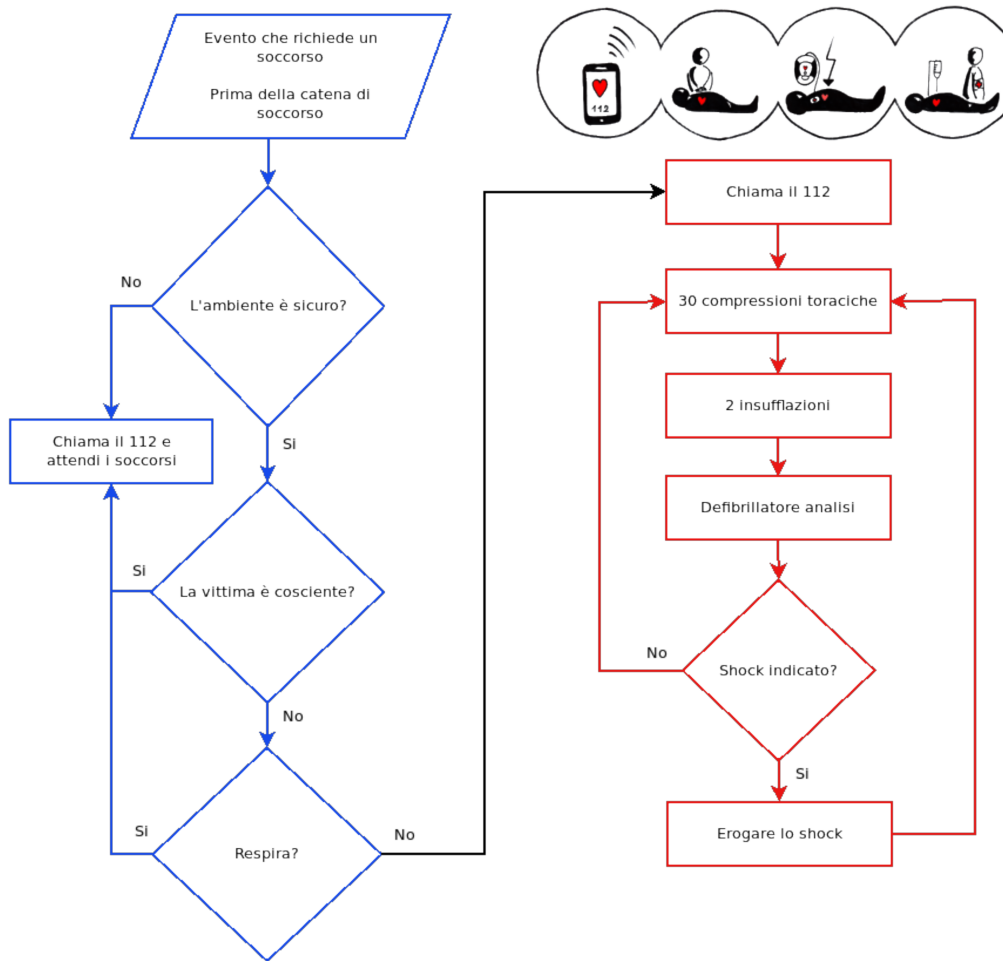 Evento che richiede un
soccorso
Prima della catena di
soccorso
112
Chiama il 112
No
L'ambiente è sicuro?
30 compressioni toraciche
2 insufflazioni
Chiama il 112 e
attendi i soccorsi
Si
Defibrillatore analisi
Si
La vittima è cosciente?
No
Shock indicato?
No
Si
Si
No
Respira?
Erogare lo shock